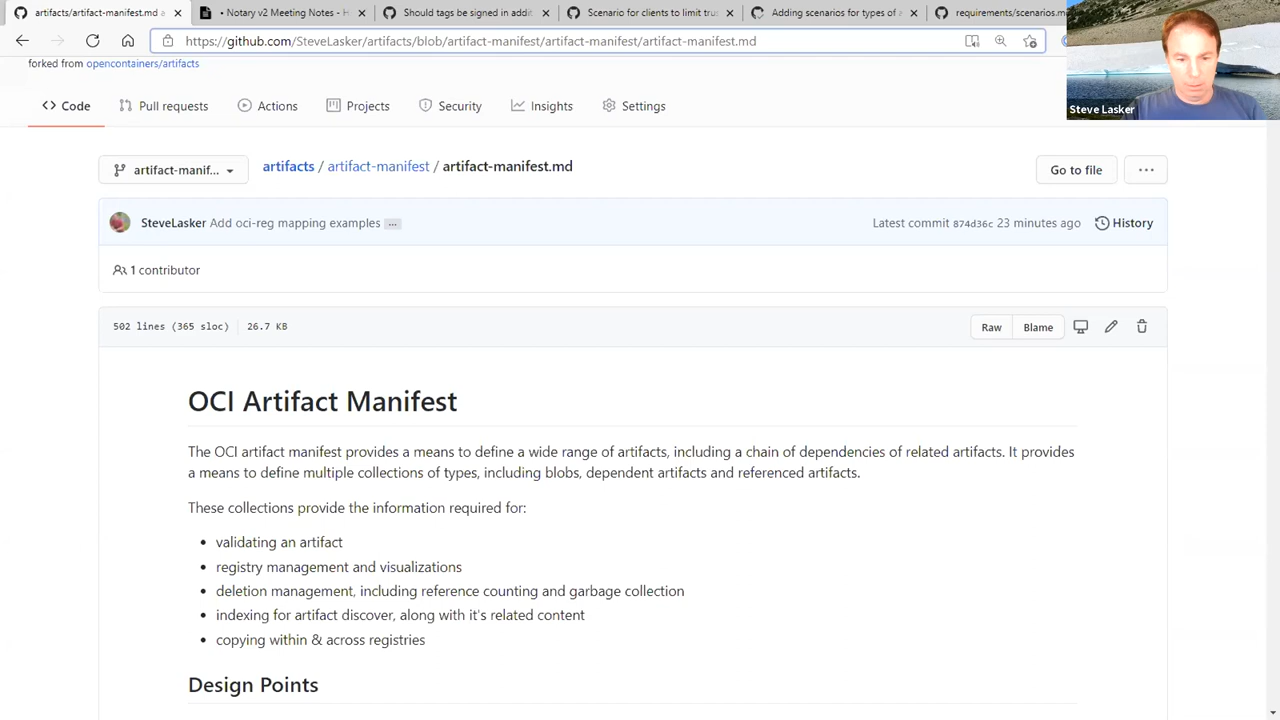 artifacts/artifact-manifest.md a
• Notary v2 Meeting Notes - H
Should tags be signed in addi
Scenario for clients to limit tru
Adding scenarios for types of a
requirements/scenarios.m
https://github.com/SteveLasker/artifacts/blob/artifact-manifest/artifact-manifest/artifact-manifest.md
forked from opencontainers/artifacts
Code
Pull requests
Actions
Projects
Security
Insights
Settings
Steve Lasker
artifact-manif...
artifacts / artifact-manifest / artifact-manifest.md
Go to file
...
SteveLasker Add oci-reg mapping examples ...
Latest commit 874d36c 23 minutes ago
History
1 contributor
502 lines (365 sloc) 26.7 KB
Raw
Blame
OCI Artifact Manifest
The OCI artifact manifest provides a means to define a wide range of artifacts, including a chain of dependencies of related artifacts. It provides
a means to define multiple collections of types, including blobs, dependent artifacts and referenced artifacts.
These collections provide the information required for:
• validating an artifact
• registry management and visualizations
• deletion management, including reference counting and garbage collection
• indexing for artifact discover, along with it's related content
• copying within & across registries
Design Points